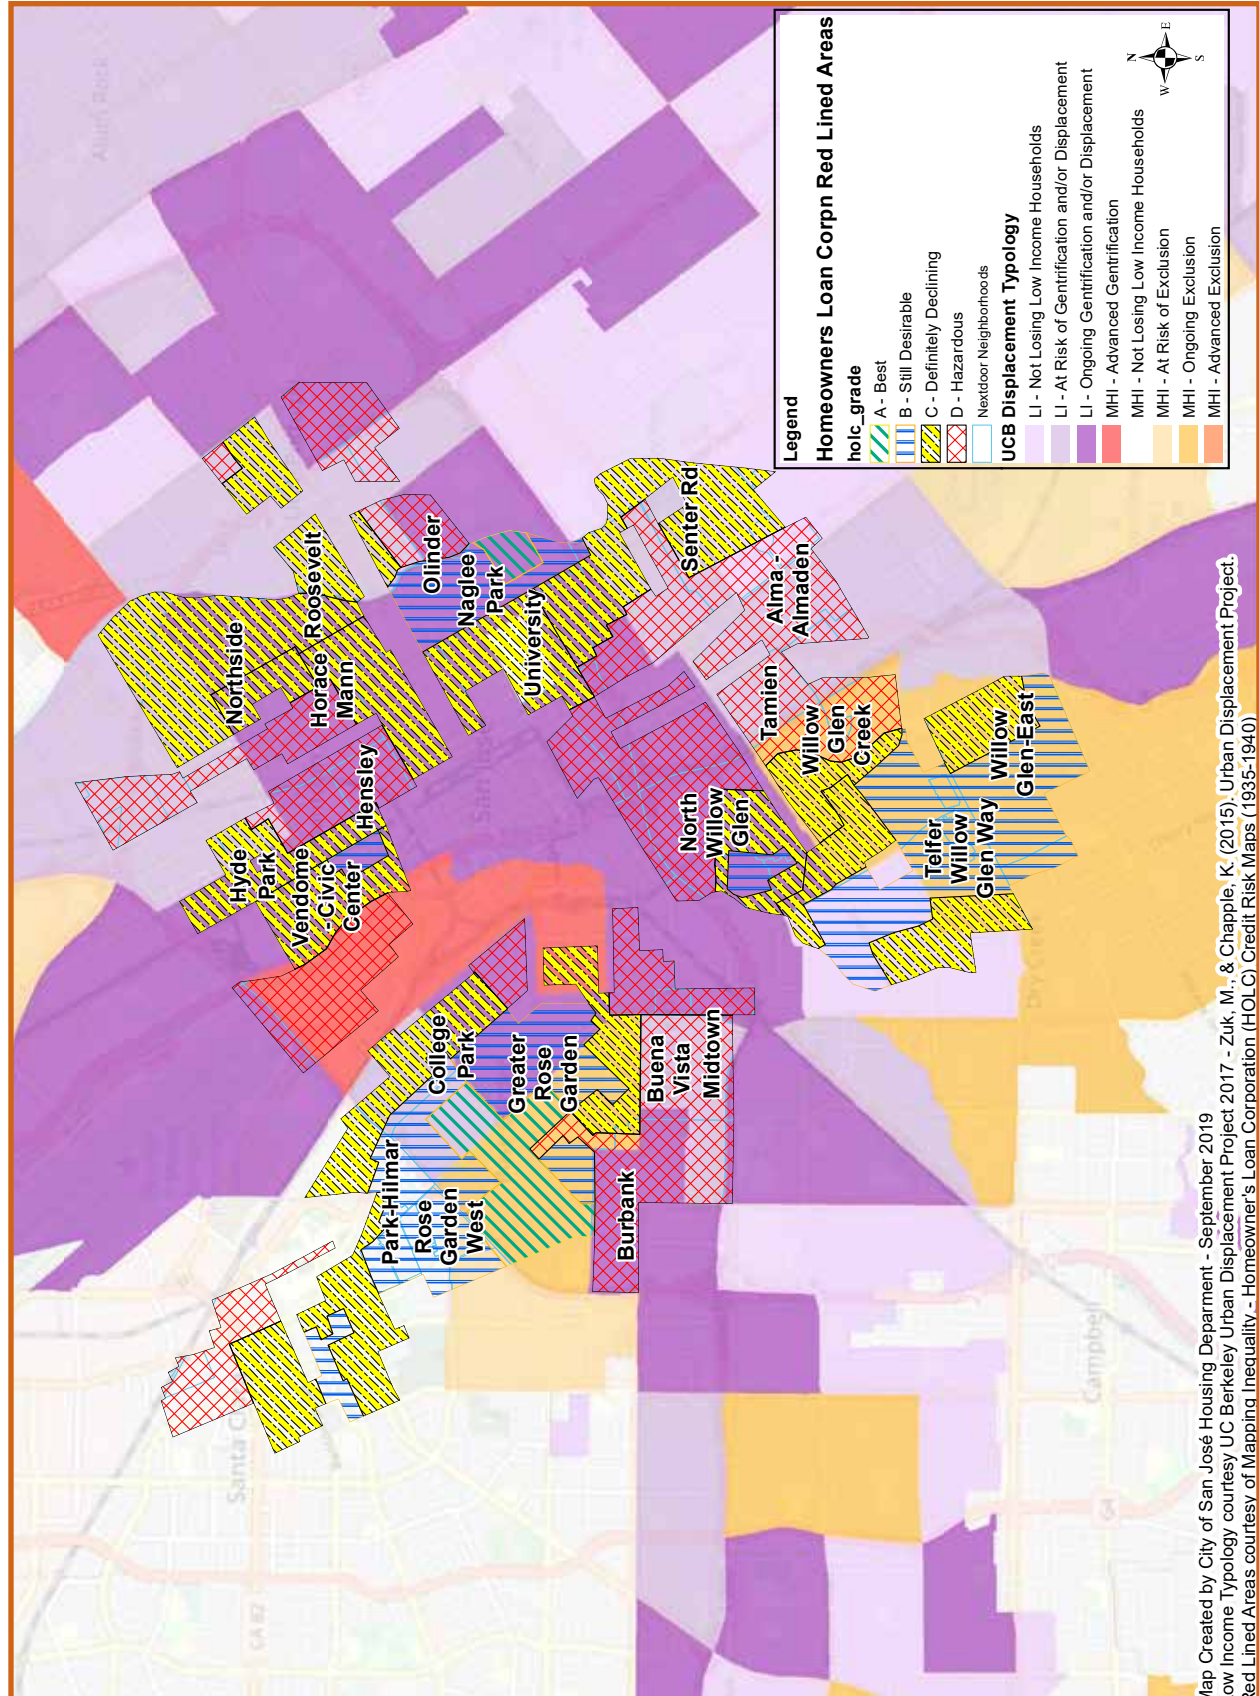 Legend
Homeowners Loan Corpn Red Lined Areas
holc_grade
A - Best
B - Still Desirable
C - Definitely Declining
D - Hazardous
Nextdoor Neighborhoods
UCB Displacement Typology
LI - Not Losing Low Income Households
LI - At Risk of Gentrification and/or Displacement
LI - Ongoing Gentrification and/or Displacement
MHI - Advanced Gentrification
MHI - Not Losing Low Income Households
MHI - At Risk of Exclusion
MHI - Ongoing Exclusion
MHI - Advanced Exclusion
N
E
S
W
Alum Rock
Northside
Roosevelt
Horace
Mann
Hensley
Hyde
Park
Vendome
- Civic
Center
Olinder
Naglee
Park
University
Senter Rd
Alma -
Almaden
Tamien
Willow
Glen
Creek
North
Willow
Glen
Willow
Glen-East
Telfer
Willow
Glen Way
College
Park
Greater
Rose
Garden
Buena
Vista
Midtown
Park-Hilmar
Rose
Garden
West
Burbank
Campbell
CA 82
Map Created by City of San José Housing Deparment - September 2019
ow Income Typology courtesy UC Berkeley Urban Displacement Project 2017 - Zuk, M., & Chapple, K. (2015). Urban Displacement Project.
Red Lined Areas courtesy of Mapping Inequality - Homeowner's Loan Corporation (HOLC) Credit Risk Maps (1935-1940)